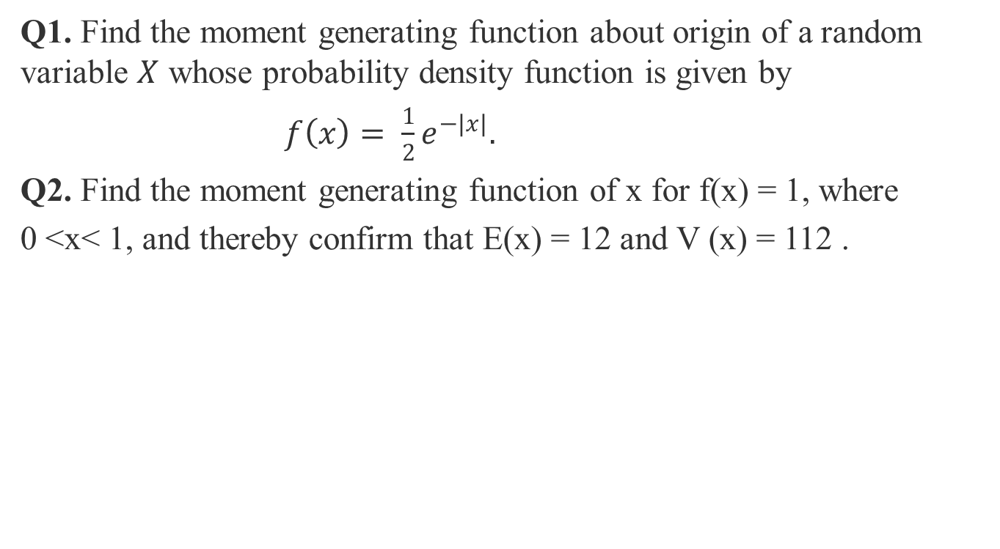 Q1. Find the moment generating function about origin of a random
variable X whose probability density function is given by
f(x) = 1/2 e^{-|x|}.
Q2. Find the moment generating function of x for f(x) = 1, where
0 <x< 1, and thereby confirm that E(x) = 12 and V (x) = 112 .